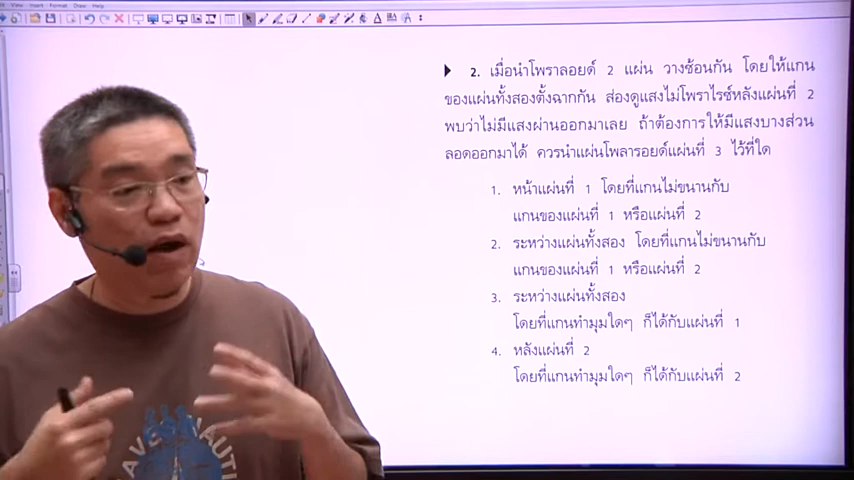 View - Insert - Format - Draw - Help -
2. เมื่อนำโพราลอยด์ 2 แผ่น วางซ้อนกัน โดยให้แกน
ของแผ่นทั้งสองตั้งฉากกัน ส่องดูแสงไม่โพราไรซ์หลังแผ่นที่ 2
พบว่าไม่มีแสงผ่านออกมาเลย ถ้าต้องการให้มีแสงบางส่วน
ลอดออกมาได้ ควรนำแผ่นโพลารอยด์แผ่นที่ 3 ไว้ที่ใด
1. หน้าแผ่นที่ 1 โดยที่แกนไม่ขนานกับ
แกนของแผ่นที่ 1 หรือแผ่นที่ 2
2. ระหว่างแผ่นทั้งสอง โดยที่แกนไม่ขนานกับ
แกนของแผ่นที่ 1 หรือแผ่นที่ 2
3. ระหว่างแผ่นทั้งสอง
โดยที่แกนทำมุมใดๆ ก็ได้กับแผ่นที่ 1
4. หลังแผ่นที่ 2
โดยที่แกนทำมุมใดๆ ก็ได้กับแผ่นที่ 2